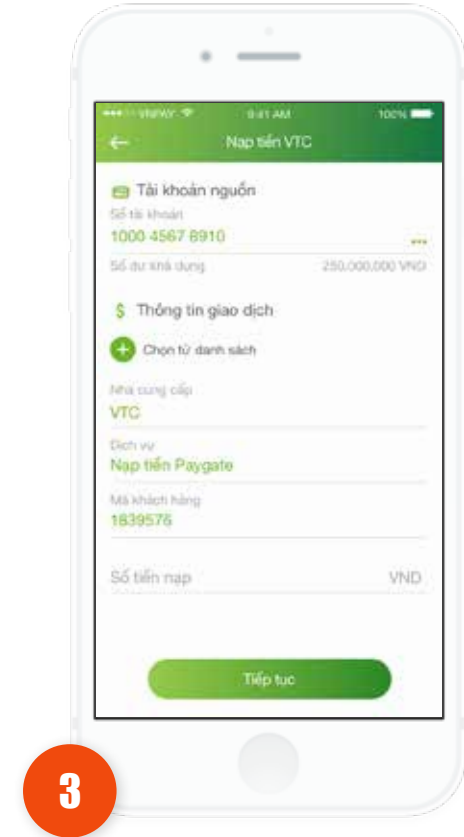 VNPAY 9:41 AM 100%
Nạp tiền VTC
Tài khoản nguồn
Số tài khoản
1000 4567 8910
Số dư khả dụng 250,000,000 VND
$ Thông tin giao dịch
Chọn từ danh sách
Nhà cung cấp
VTC
Dịch vụ
Nạp tiền Paygate
Mã khách hàng
1839576
Số tiền nạp VND
Tiếp tục
3